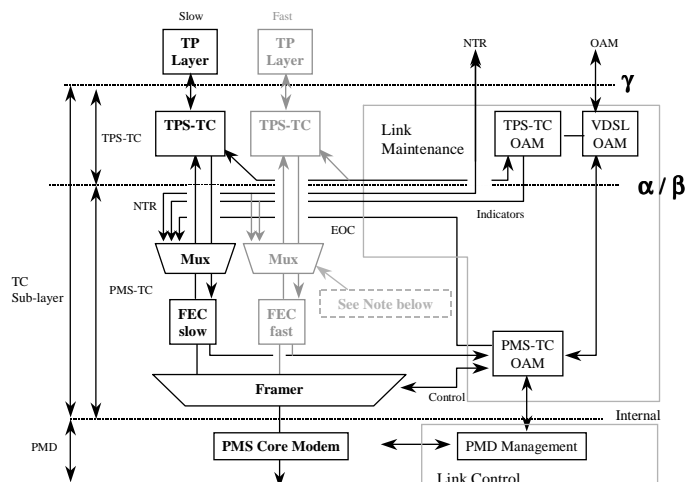 Slow
Fast
NTR
OAM
TP
Layer
TP
Layer
γ
TPS-TC
TPS-TC
TPS-TC
Link
Maintenance
TPS-TC
OAM
VDSL
OAM
α / β
NTR
Indicators
EOC
Mux
Mux
TC
Sub-layer
PMS-TC
See Note below
FEC
slow
FEC
fast
PMS-TC
OAM
Framer
Control
Internal
PMD
PMS Core Modem
PMD Management
Link Control